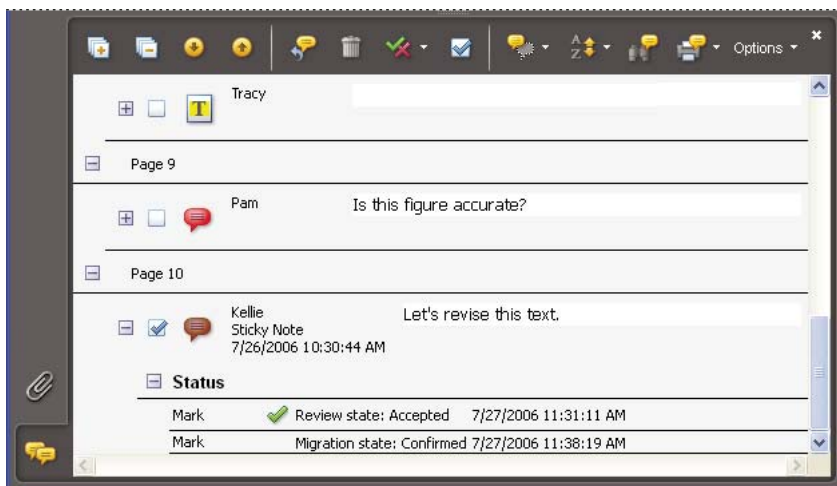 A
Z
Options
T
Tracy
Page 9
Pam Is this figure accurate?
Page 10
Kellie Let's revise this text.
Sticky Note
7/26/2006 10:30:44 AM
Status
Mark Review state: Accepted 7/27/2006 11:31:11 AM
Mark Migration state: Confirmed 7/27/2006 11:38:19 AM